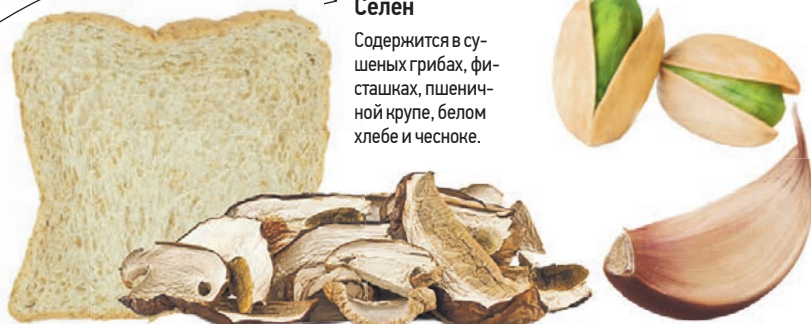 Селен
Содержится в су-
шеных грибах, фи-
сташках, пшенич-
ной крупе, белом
хлебе и чесноке.